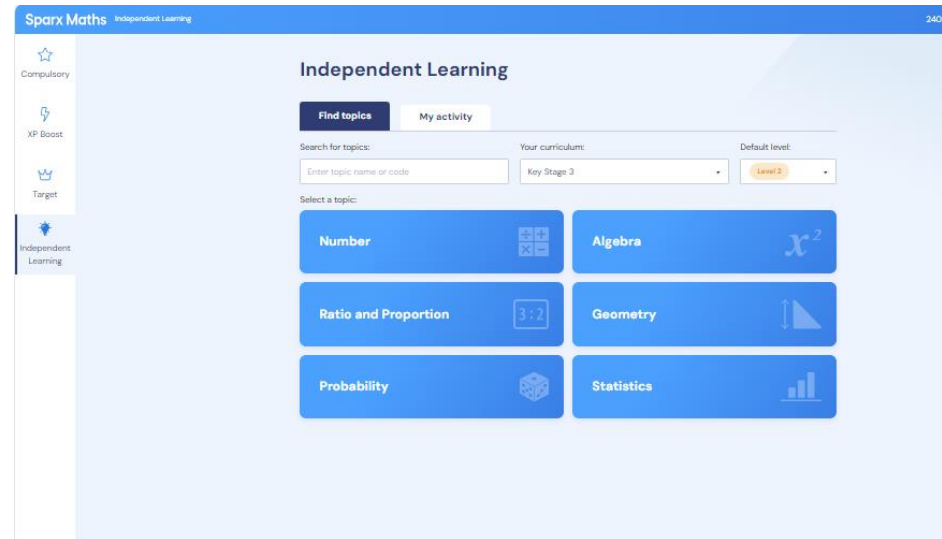 Sparx Maths Independent Learning
240
Compulsory
XP Boost
Target
Independent
Learning
Independent Learning
Find topics
My activity
Search for topics:
Your curriculum:
Default level:
Enter topic name or code
Key Stage 3
Level 2
Select a topic:
Number
Algebra
x²
Ratio and Proportion
3:2
Geometry
Probability
Statistics